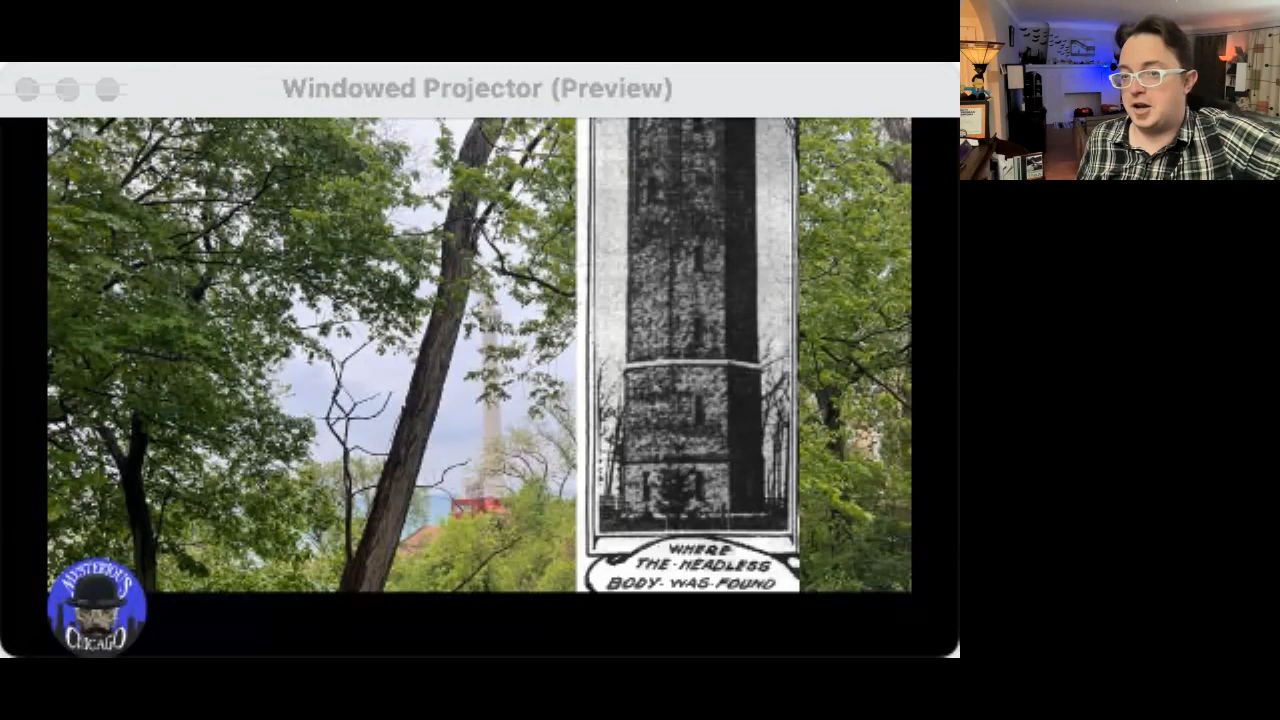 Windowed Projector (Preview)
WHERE
THE-HEADLESS
BODY-WAS-FOUND
MYSTERIOUS
CHICAGO